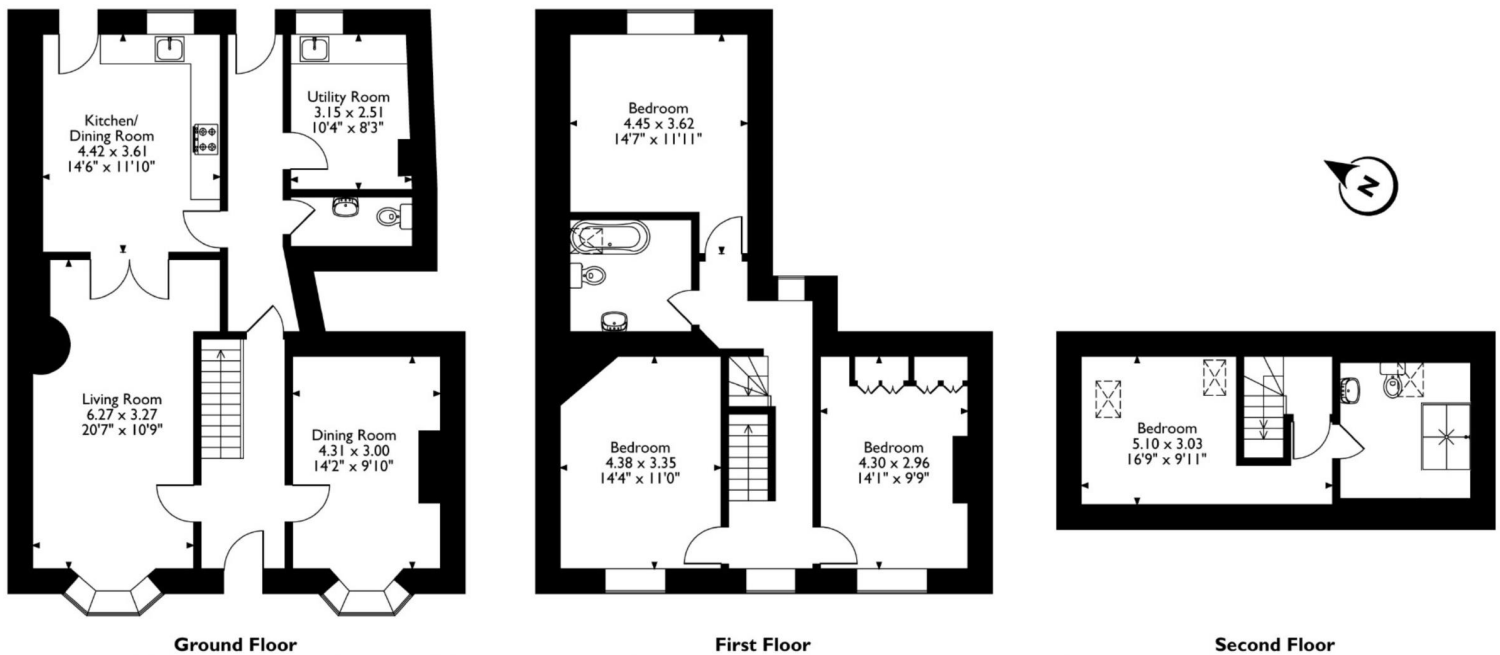 Kitchen/
Dining Room
4.42 x 3.61
14'6" x 11'10"
Utility Room
3.15 x 2.51
10'4" x 8'3"
Living Room
6.27 x 3.27
20'7" x 10'9"
Dining Room
4.31 x 3.00
14'2" x 9'10"
Ground Floor
Bedroom
4.45 x 3.62
14'7" x 11'11"
Bedroom
4.38 x 3.35
14'4" x 11'0"
Bedroom
4.30 x 2.96
14'1" x 9'9"
First Floor
N
Bedroom
5.10 x 3.03
16'9" x 9'11"
Second Floor